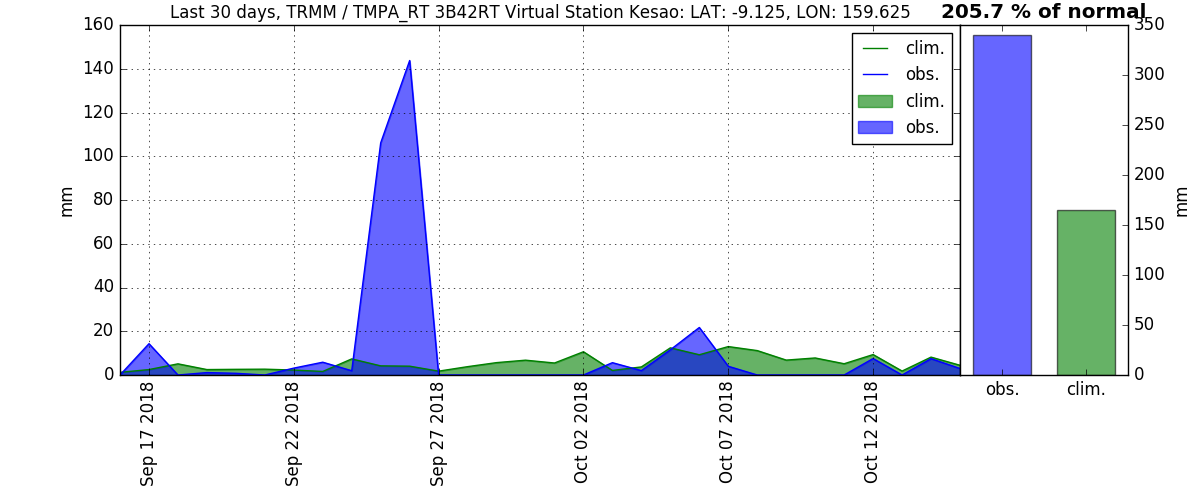 Last 30 days, TRMM / TMPA_RT 3B42RT Virtual Station Kesao: LAT: -9.125, LON: 159.625
205.7 % of normal
160
140
120
100
80
60
40
20
0
mm
clim.
obs.
clim.
obs.
350
300
250
200
150
100
50
0
mm
Sep 17 2018
Sep 22 2018
Sep 27 2018
Oct 02 2018
Oct 07 2018
Oct 12 2018
obs.
clim.